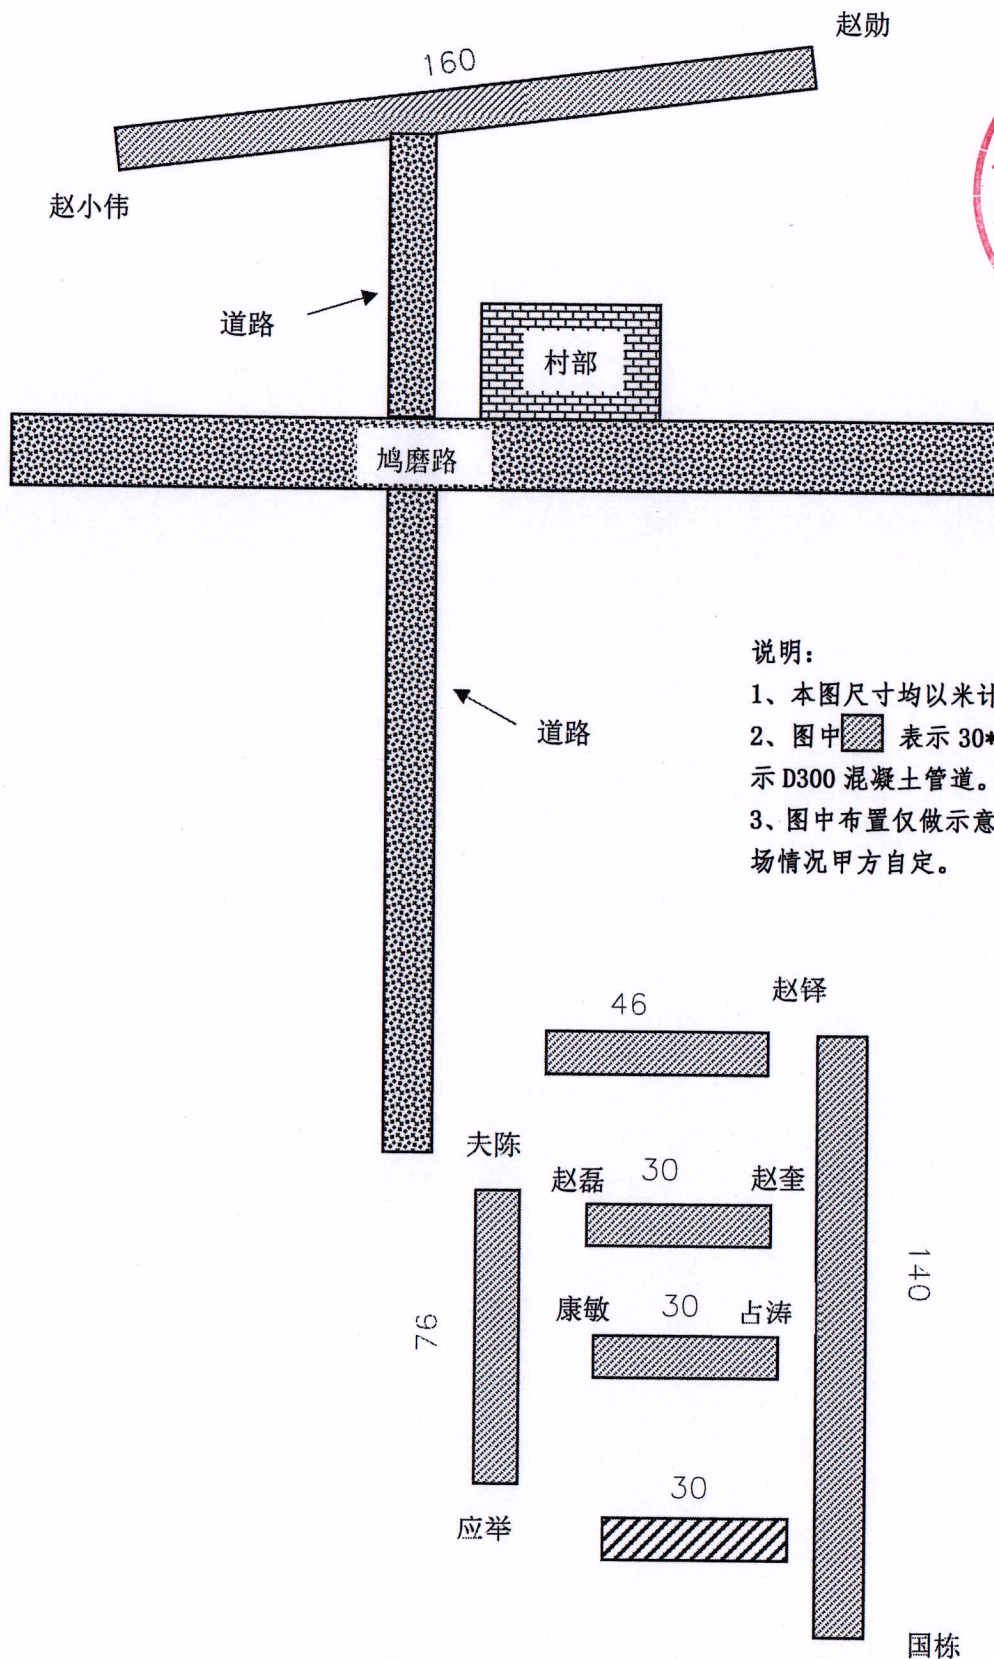 赵勋
160
赵小伟
道路
村部
鸠磨路
说明：
1、本图尺寸均以米计
2、图中 表示 30*
道路
示 D300 混凝土管道。
3、图中布置仅做示意
场情况甲方自定。
赵铎
46
夫陈
赵磊
30
赵奎
140
康敏
30
占涛
76
30
应举
国栋